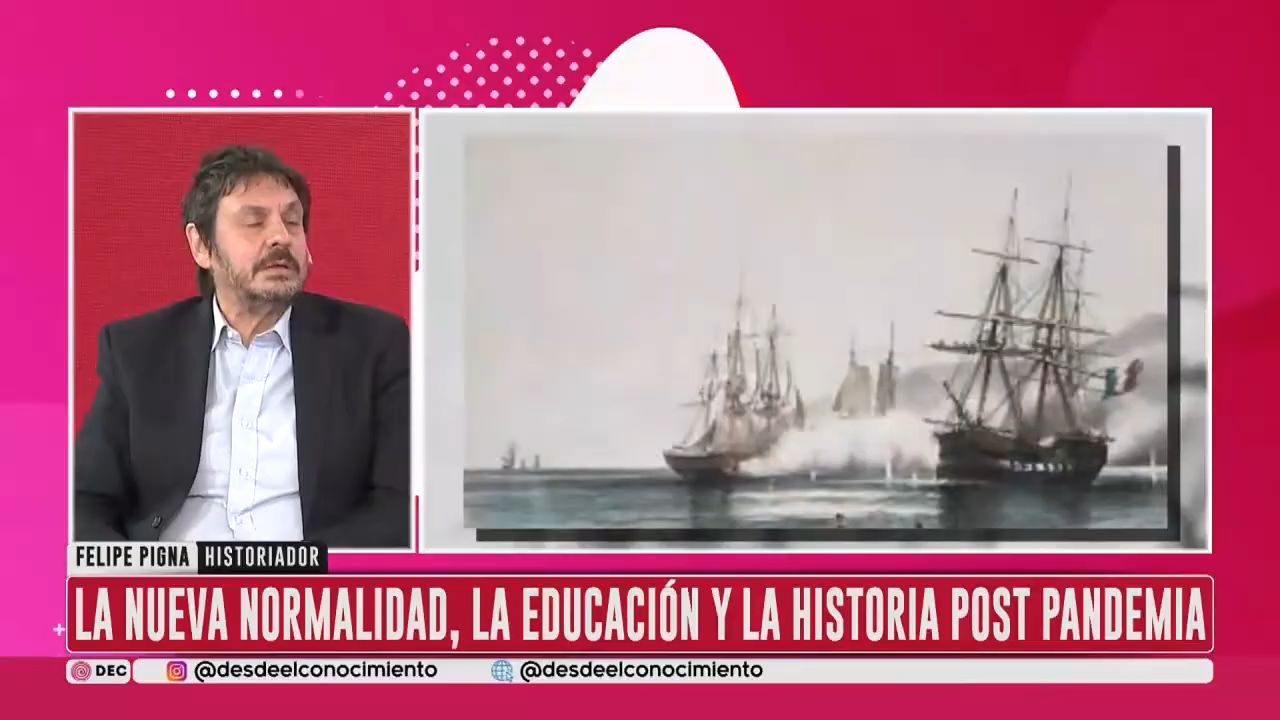 FELIPE PIGNA HISTORIADOR
LA NUEVA NORMALIDAD, LA EDUCACIÓN Y LA HISTORIA POST PANDEMIA
DEC @desdeelconocimiento @desdeelconocimiento